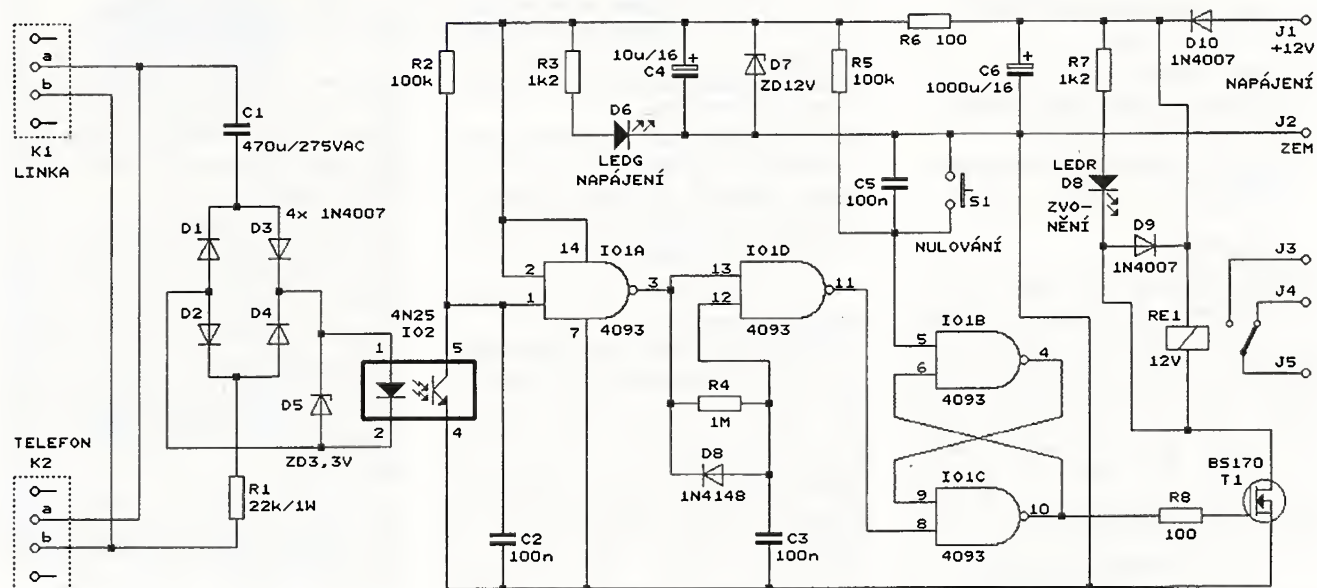 a
b
K1
LINKA
C1
470u/275VAC
4x 1N4007
D1
D3
D2
D4
D5
ZD3,3V
R1
22k/1W
TELEFON
K2
a
b
R2
100k
4N25
IO2
1
5
2
4
C2
100n
R3
1k2
D6
LEDG
NAPÁJENÍ
10u/16
C4
+
D7
ZD12V
R5
100k
R6
100
C6
1000u/16
+
C5
100n
S1
NULOVÁNÍ
R7
1k2
LEDR
D8
ZVO-
NĚNÍ
D9
1N4007
D10
1N4007
J1
+12V
NAPÁJENÍ
J2
ZEM
J3
J4
J5
RE1
12V
IO1A
14
2
1
3
7
4093
IO1D
13
12
11
4093
R4
1M
D8
1N4148
C3
100n
IO1B
5
6
4
4093
IO1C
9
8
10
4093
R8
100
BS170
T1